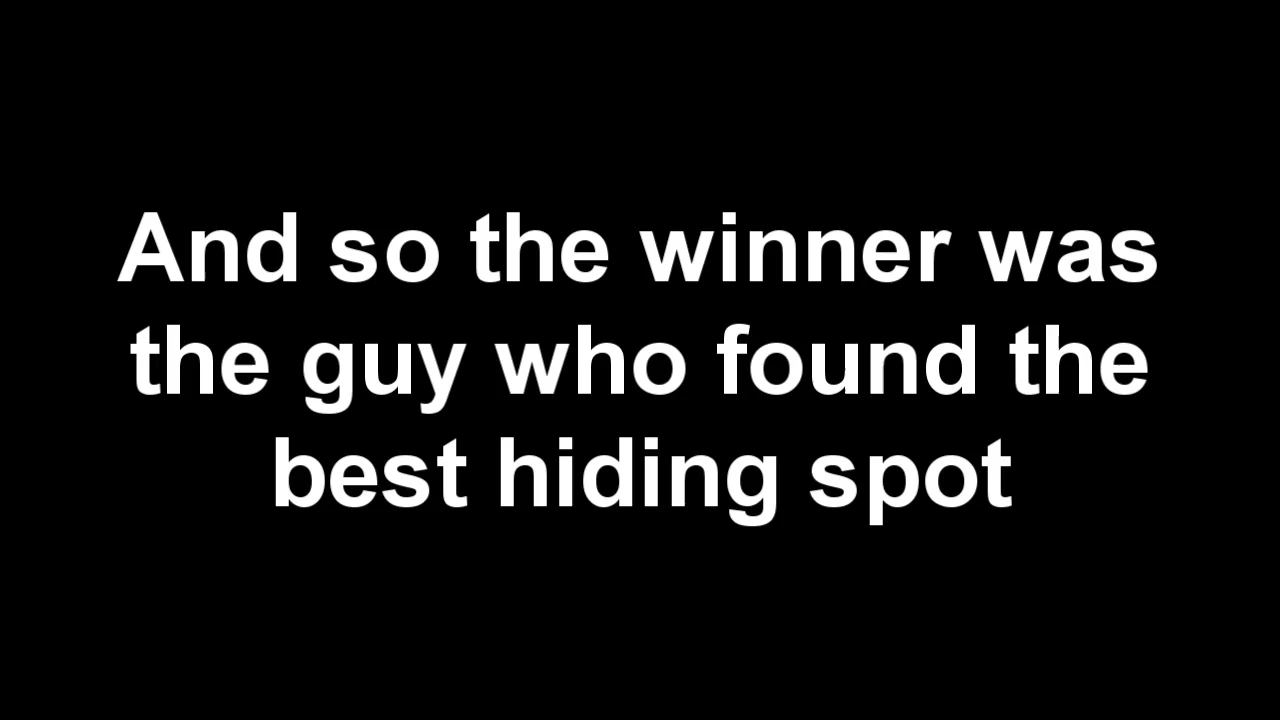 And so the winner was
the guy who found the
best hiding spot